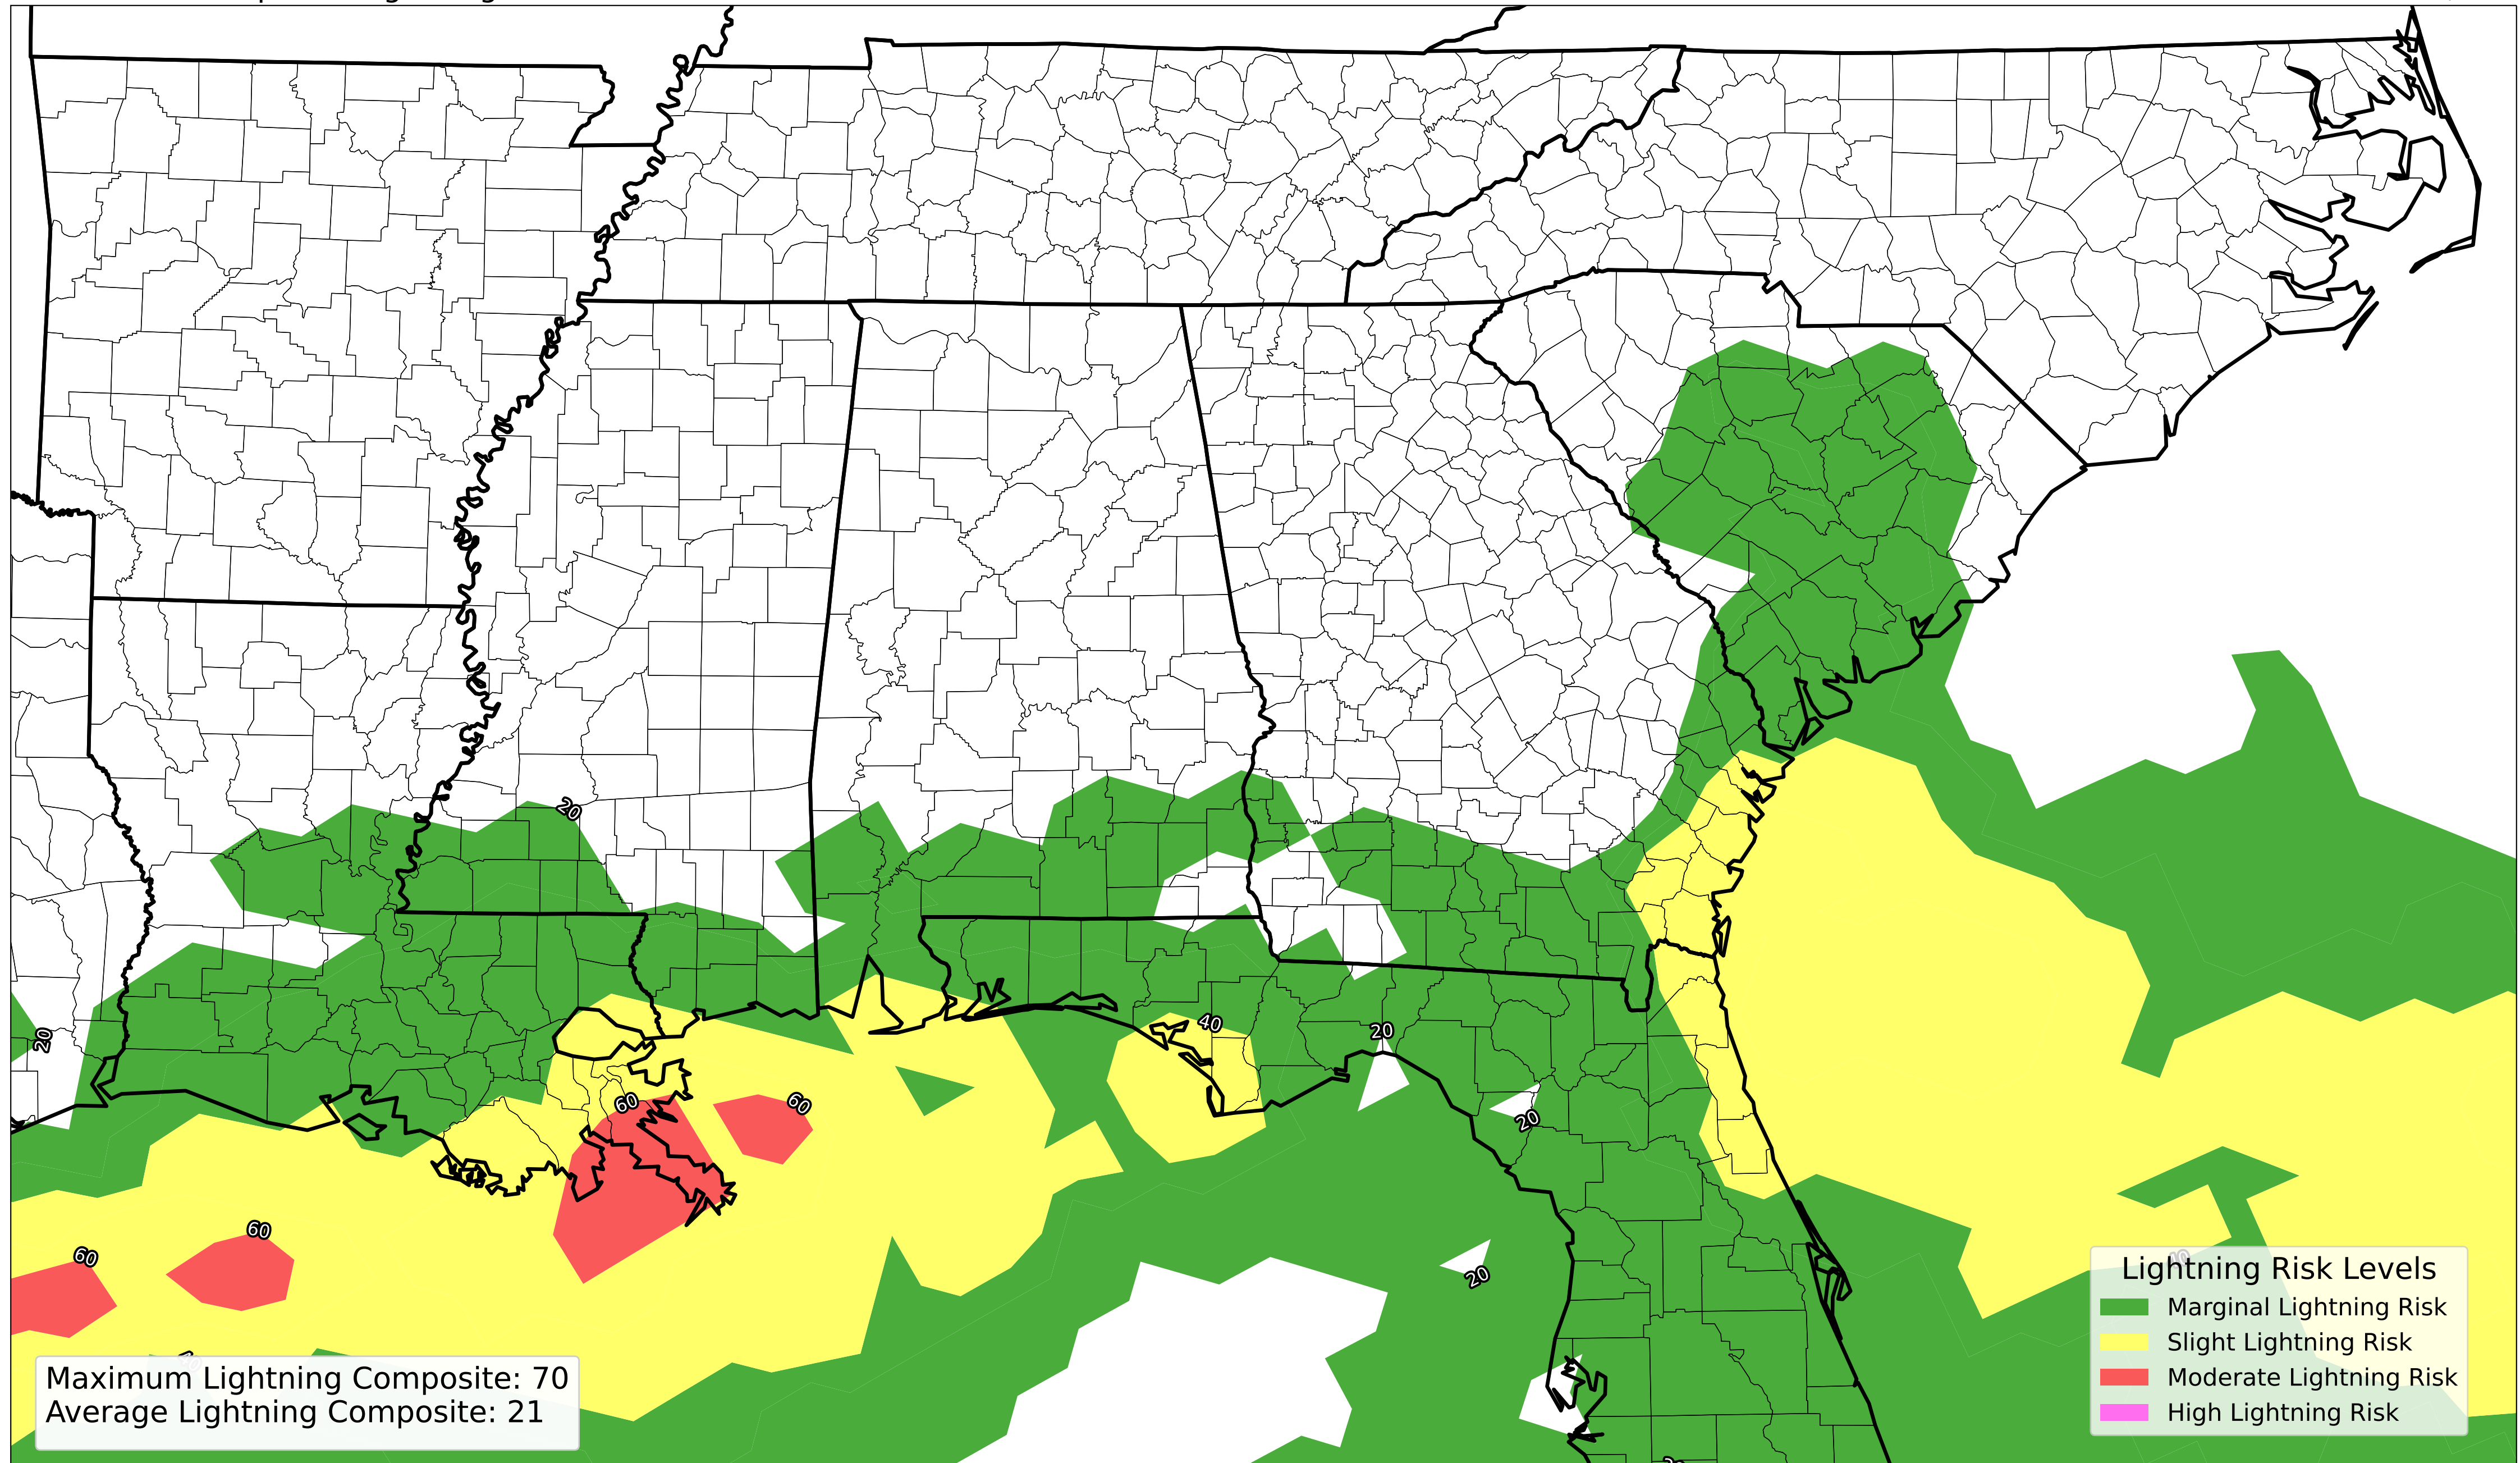 20
20
40
20
60
60
20
60
60
20
40
Lightning Risk Levels
Marginal Lightning Risk
Slight Lightning Risk
Moderate Lightning Risk
High Lightning Risk
Maximum Lightning Composite: 70
Average Lightning Composite: 21